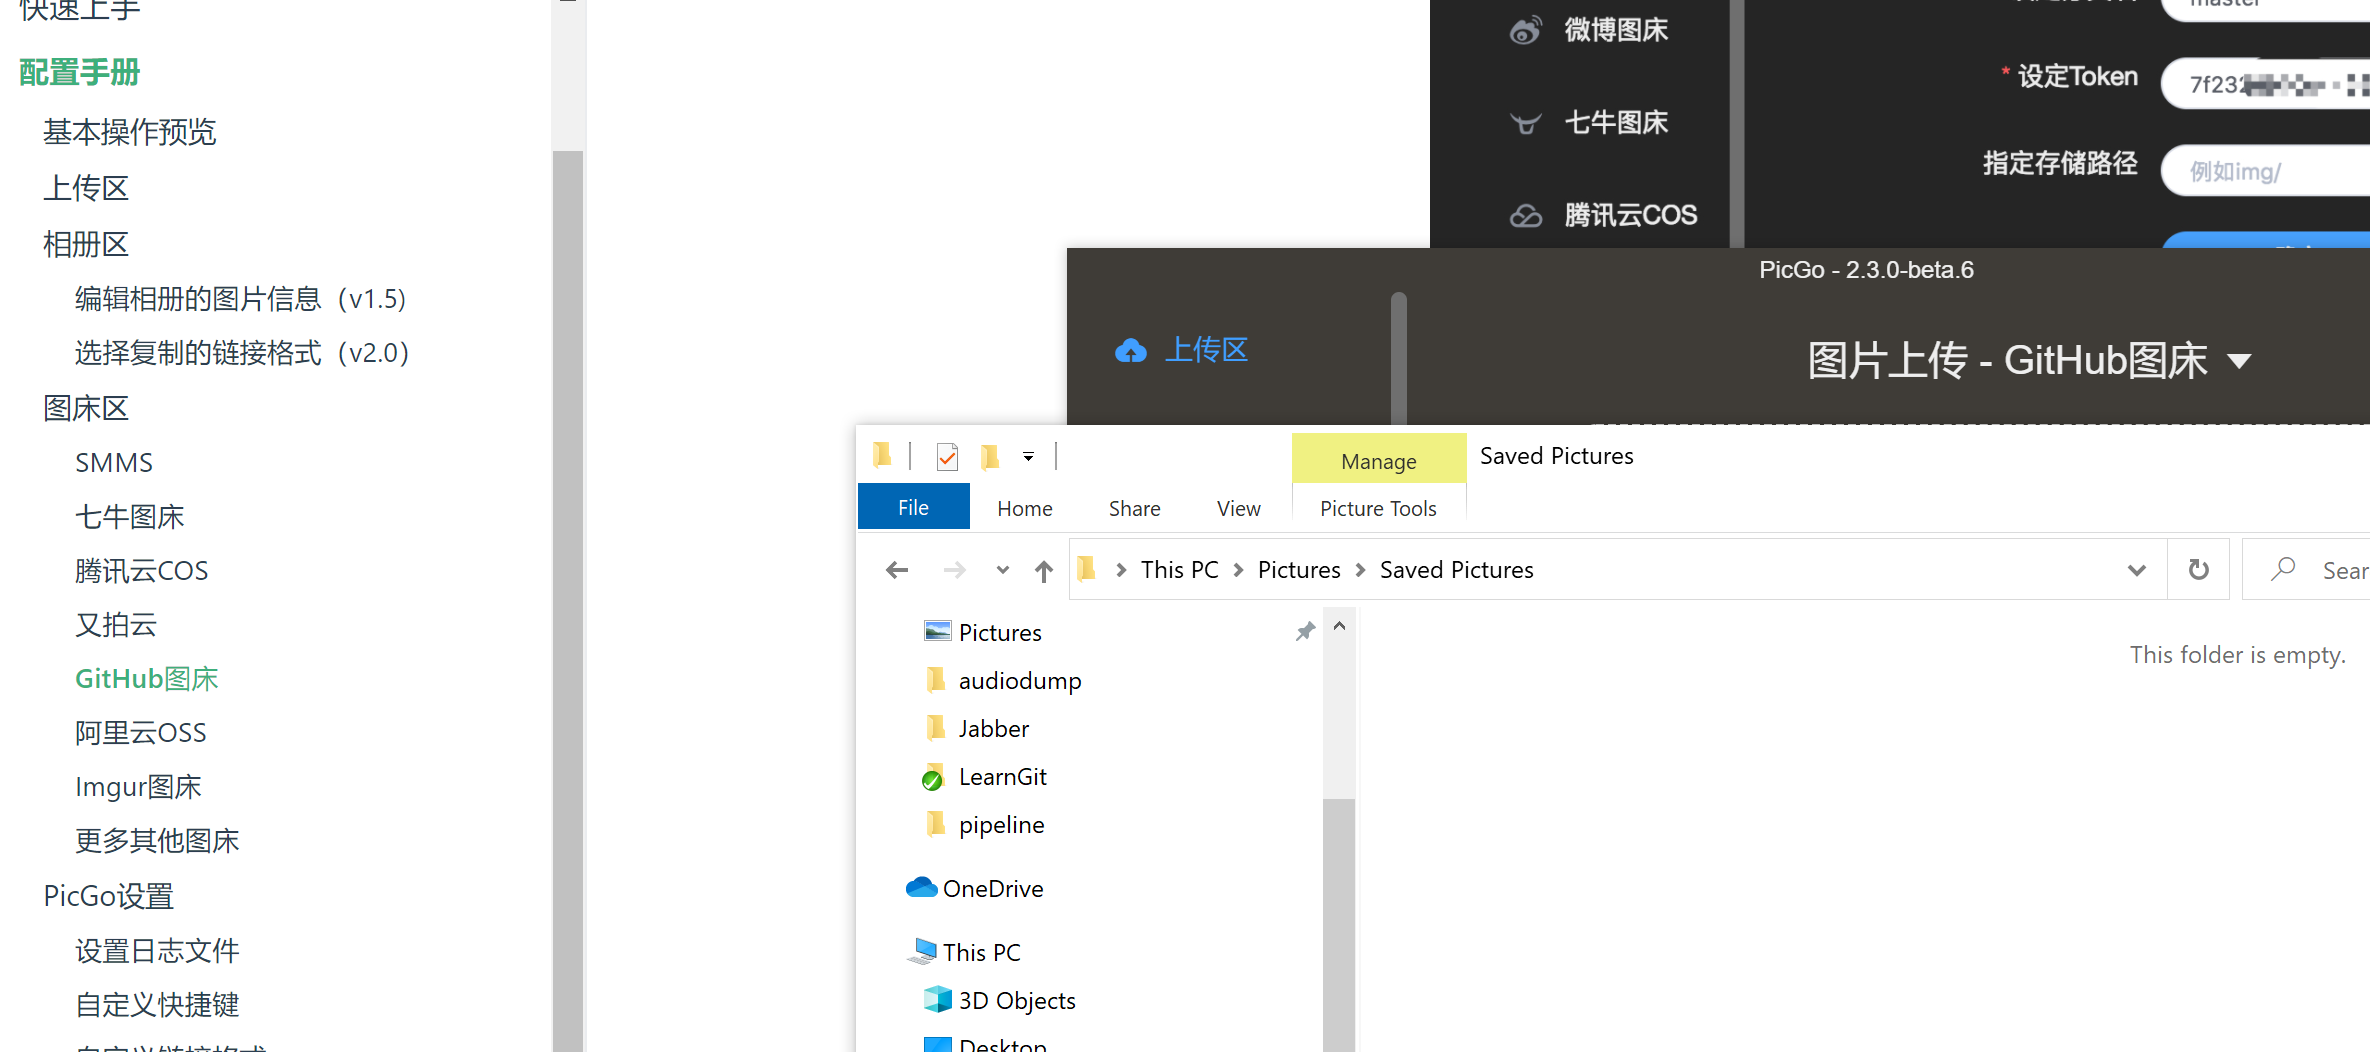 快速上手
配置手册
基本操作预览
上传区
相册区
编辑相册的图片信息（v1.5)
选择复制的链接格式（v2.0）
图床区
SMMS
七牛图床
腾讯云COS
又拍云
GitHub图床
阿里云OSS
Imgur图床
更多其他图床
PicGo设置
设置日志文件
自定义快捷键
自定义链接格式
微博图床
七牛图床
腾讯云COS
master
* 设定Token
7f232
指定存储路径
例如img/
PicGo - 2.3.0-beta.6
上传区
图片上传 - GitHub图床
Manage
Saved Pictures
File
Home
Share
View
Picture Tools
This PC
Pictures
Saved Pictures
Sear
Pictures
audiodump
Jabber
LearnGit
pipeline
OneDrive
This PC
3D Objects
Desktop
This folder is empty.